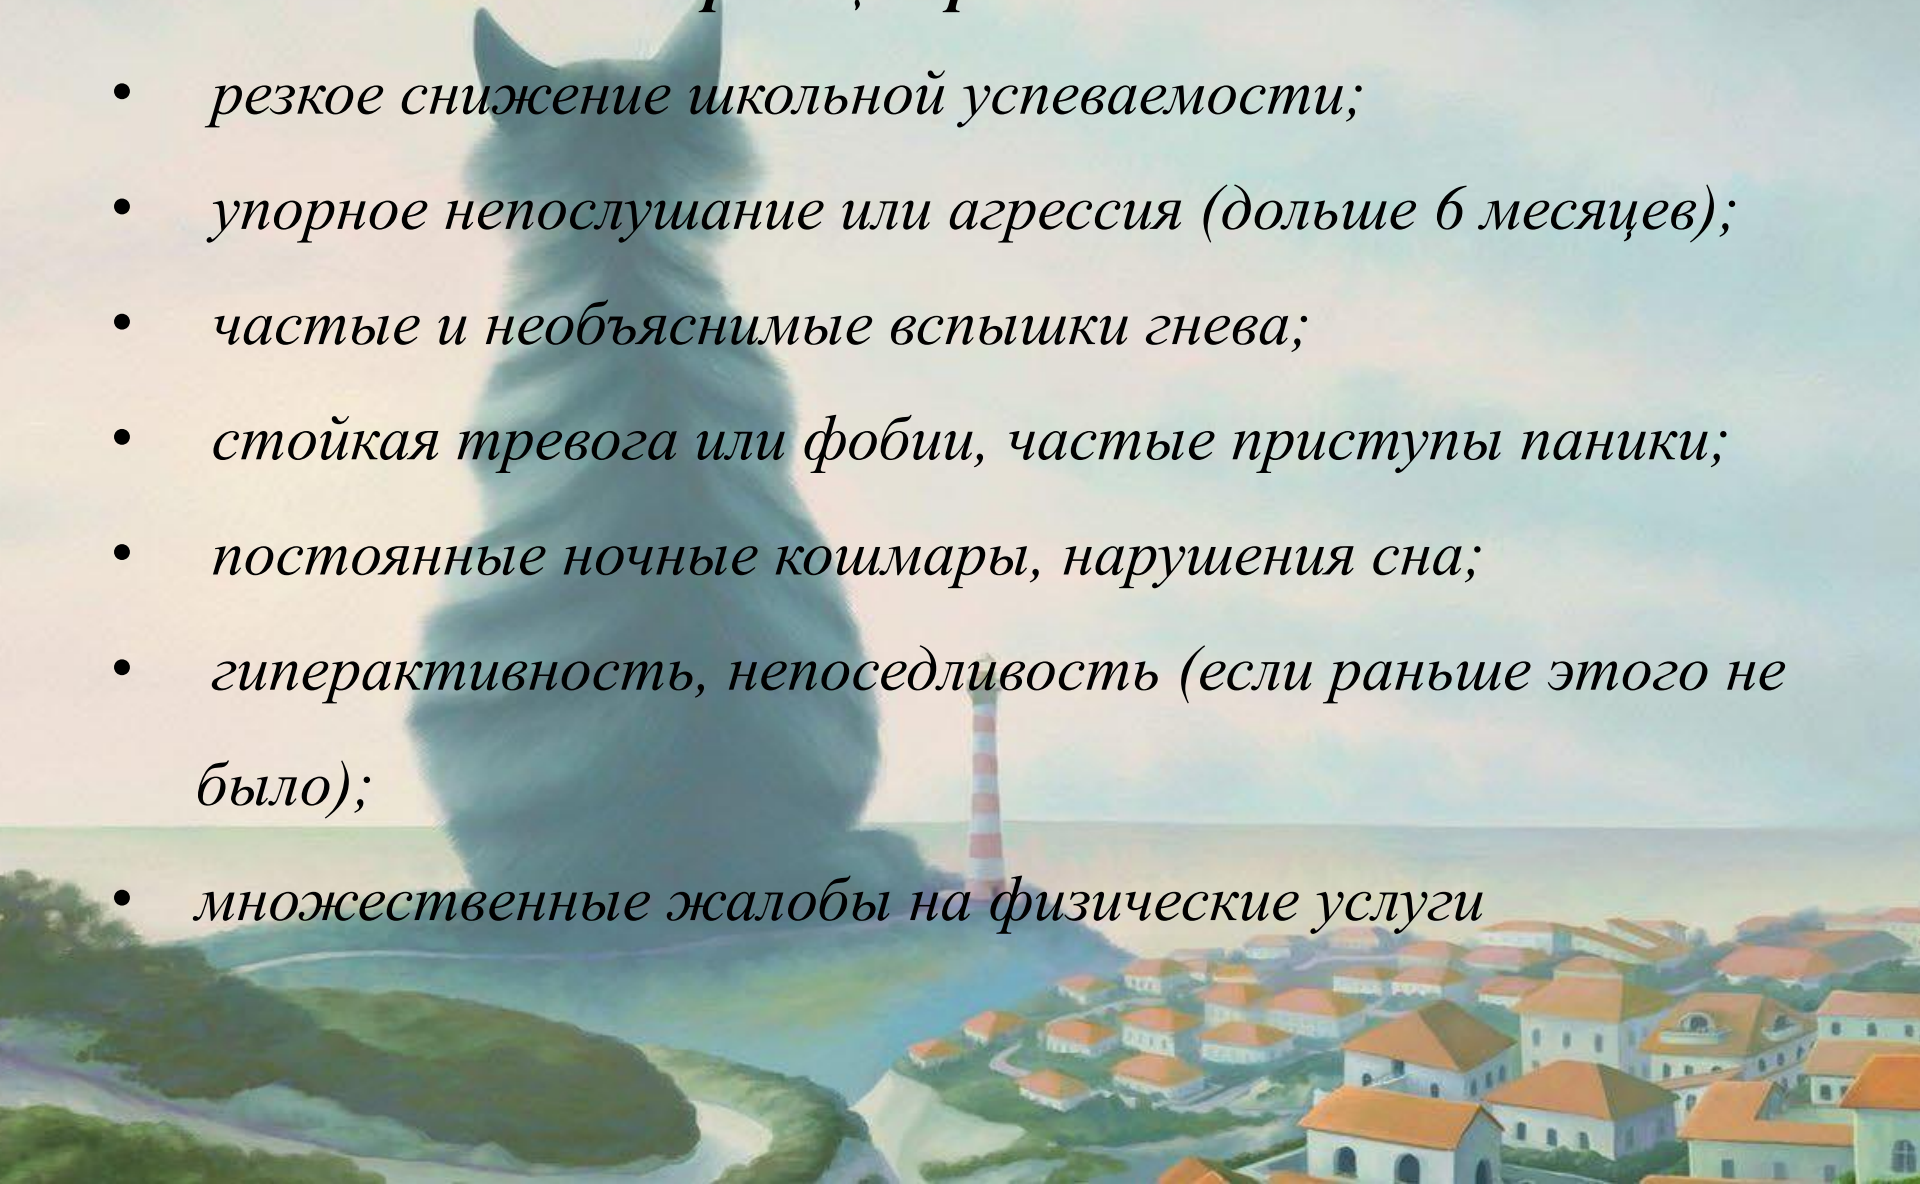 • резкое снижение школьной успеваемости;
• упорное непослушание или агрессия (дольше 6 месяцев);
• частые и необъяснимые вспышки гнева;
• стойкая тревога или фобии, частые приступы паники;
• постоянные ночные кошмары, нарушения сна;
• гиперактивность, непоседливость (если раньше этого не
было);
• множественные жалобы на физические услуги